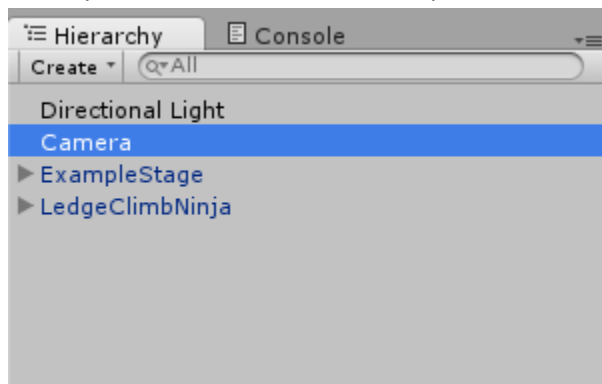 Hierarchy Console
Create All
Directional Light
Camera
ExampleStage
LedgeClimbNinja